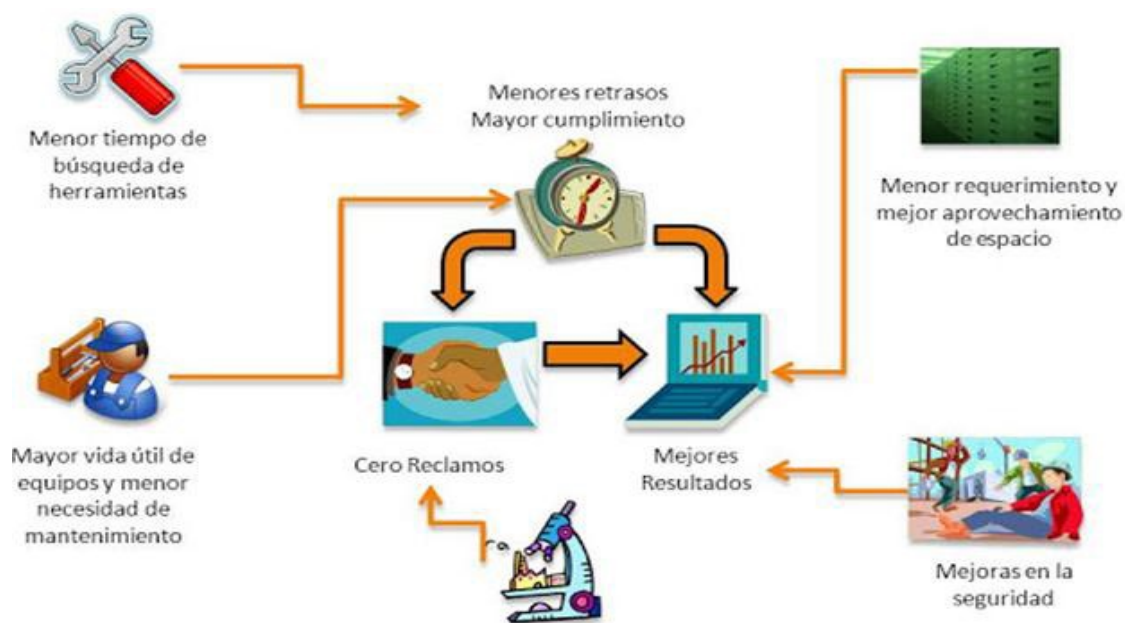 Menor tiempo de
búsqueda de
herramientas
Menores retrasos
Mayor cumplimiento
Menor requerimiento y
mejor aprovechamiento
de espacio
Mayor vida útil de
equipos y menor
necesidad de
mantenimiento
Cero Reclamos
Mejores
Resultados
Mejoras en la
seguridad